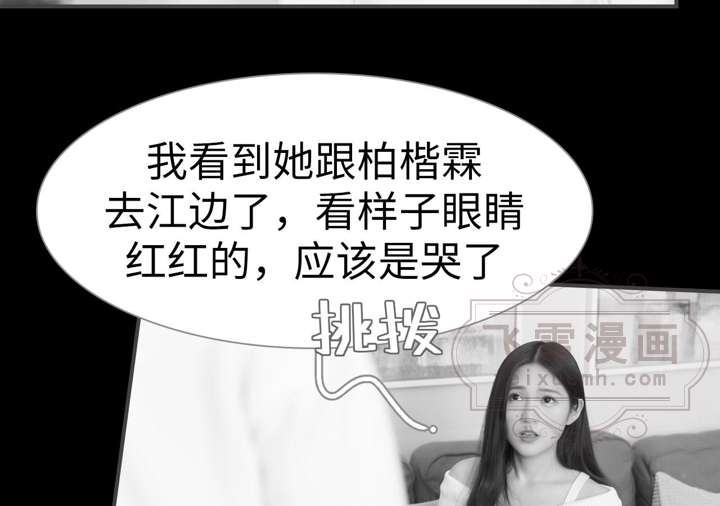 我看到她跟柏楷霖
去江边了，看样子眼睛
红红的，应该是哭了
挑拨
飞雪漫画